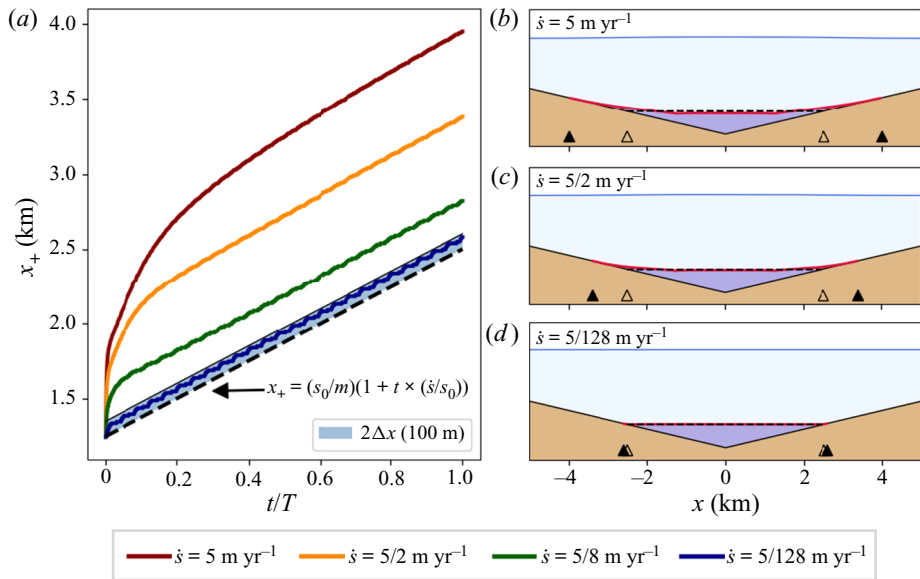 (a)
4.0
3.5
3.0
2.5
2.0
1.5
x₊ (km)
0
0.2
0.4
0.6
0.8
1.0
t/T
x₊ = (s₀/m)(1 + t × (ṡ/s₀))
2Δx (100 m)
(b)
ṡ = 5 m yr⁻¹
(c)
ṡ = 5/2 m yr⁻¹
(d)
ṡ = 5/128 m yr⁻¹
−4
−2
0
2
4
x (km)
ṡ = 5 m yr⁻¹ ṡ = 5/2 m yr⁻¹ ṡ = 5/8 m yr⁻¹ ṡ = 5/128 m yr⁻¹